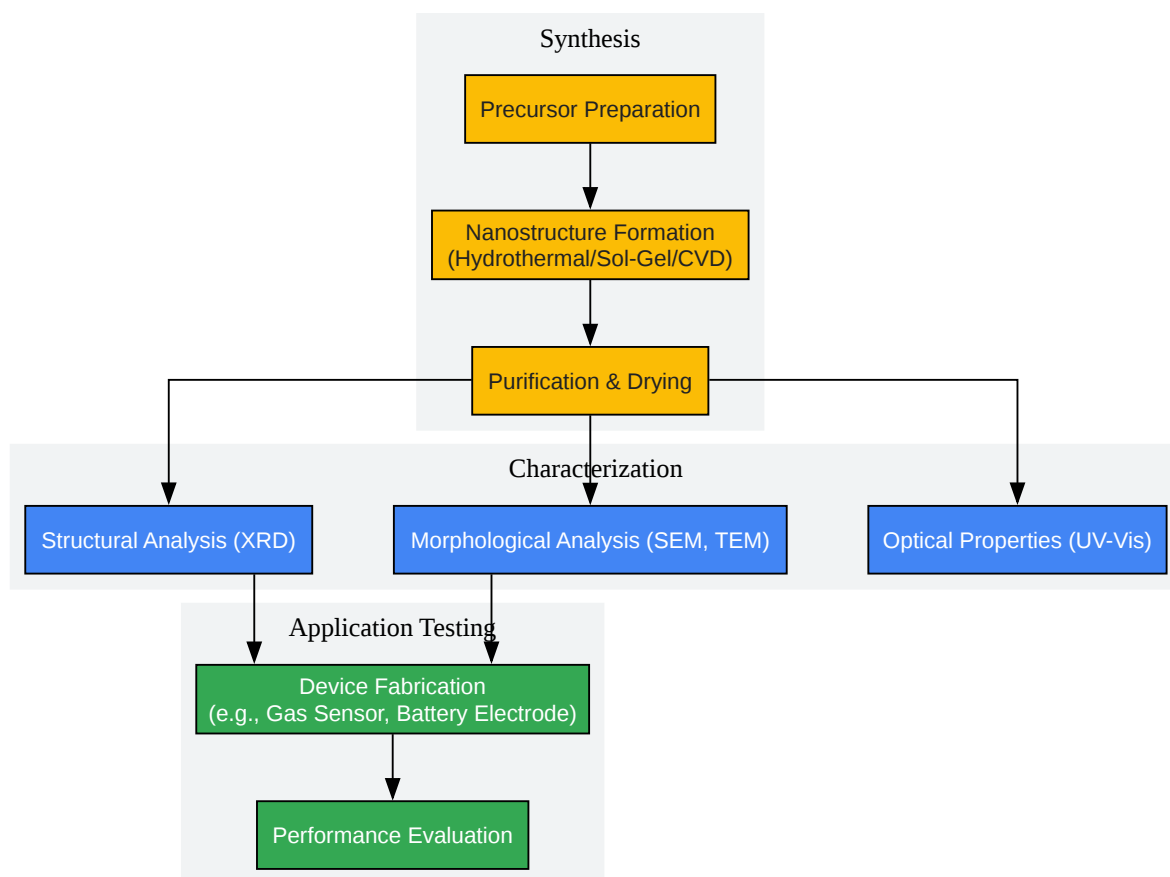 Synthesis
Precursor Preparation
Nanostructure Formation
(Hydrothermal/Sol-Gel/CVD)
Purification & Drying
Characterization
Structural Analysis (XRD)
Morphological Analysis (SEM, TEM)
Optical Properties (UV-Vis)
Application Testing
Device Fabrication
(e.g., Gas Sensor, Battery Electrode)
Performance Evaluation